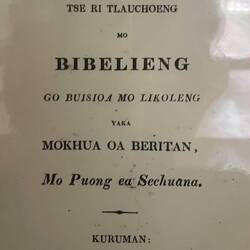 TSE RI TLAUCHOENG
MO
BIBELIENG
GO BUISIOA MO LIKOLENG
YAKA
MOKHUA OA BERITAN,
Mo Puong ea Sechuana.
KURUMAN: